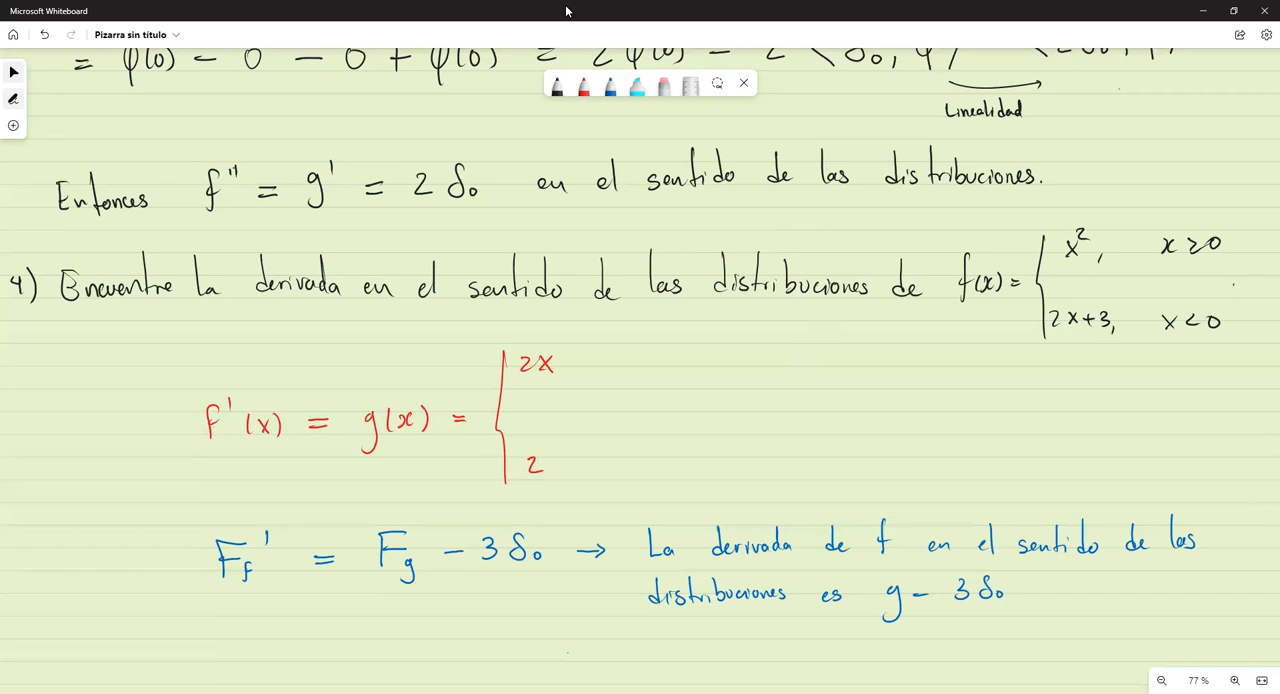 Microsoft Whiteboard
Pizarra sin título
= φ(0) - 0 - 0 + φ(0) = 2φ(0) = 2
Linealidad
Entonces f'' = g' = 2 δ₀ en el sentido de las distribuciones.
4) Encuentre la derivada en el sentido de las distribuciones de f(x) = { x², x ≥ 0
2x+3, x < 0
2x
f'(x) = g(x) = {
2
F_f' = F_g - 3 δ₀ → La derivada de f en el sentido de las
distribuciones es g - 3 δ₀
77 %